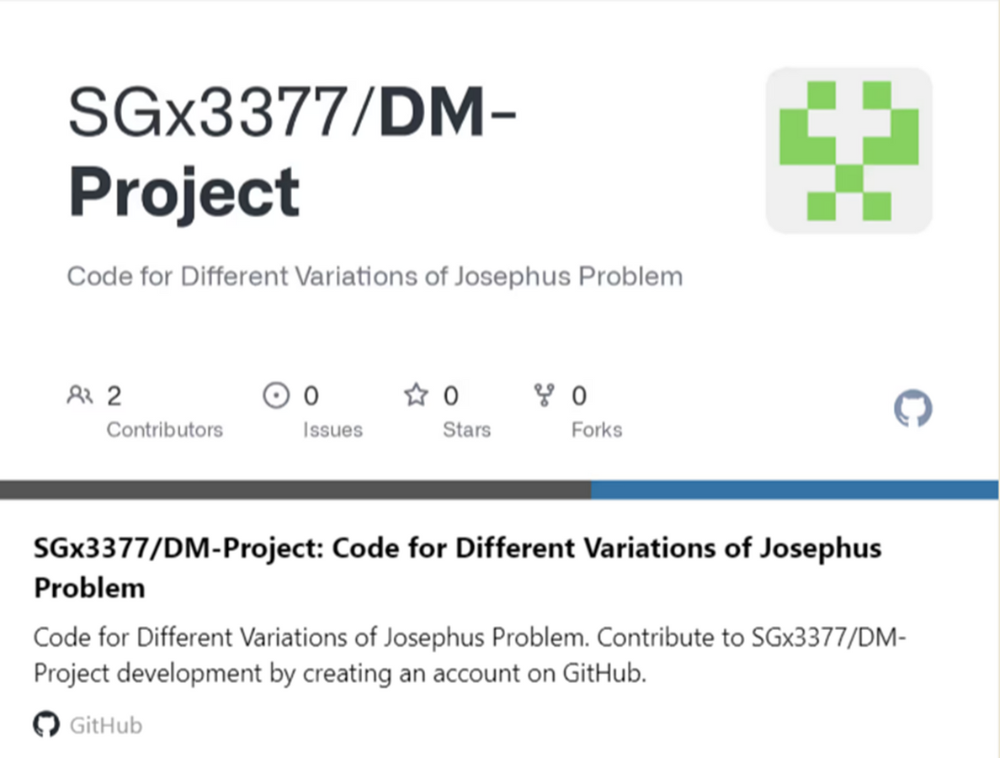 SGx3377/DM-
Project
Code for Different Variations of Josephus Problem
2 0 0 0
Contributors Issues Stars Forks
SGx3377/DM-Project: Code for Different Variations of Josephus
Problem
Code for Different Variations of Josephus Problem. Contribute to SGx3377/DM-
Project development by creating an account on GitHub.
GitHub